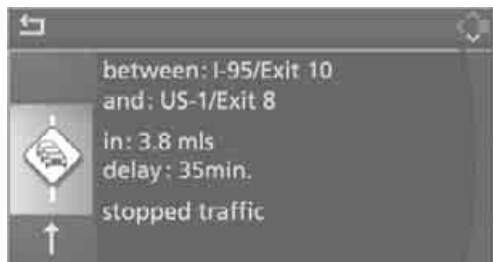 between: I-95/Exit 10
and: US-1/Exit 8
in: 3.8 mls
delay: 35min.
stopped traffic